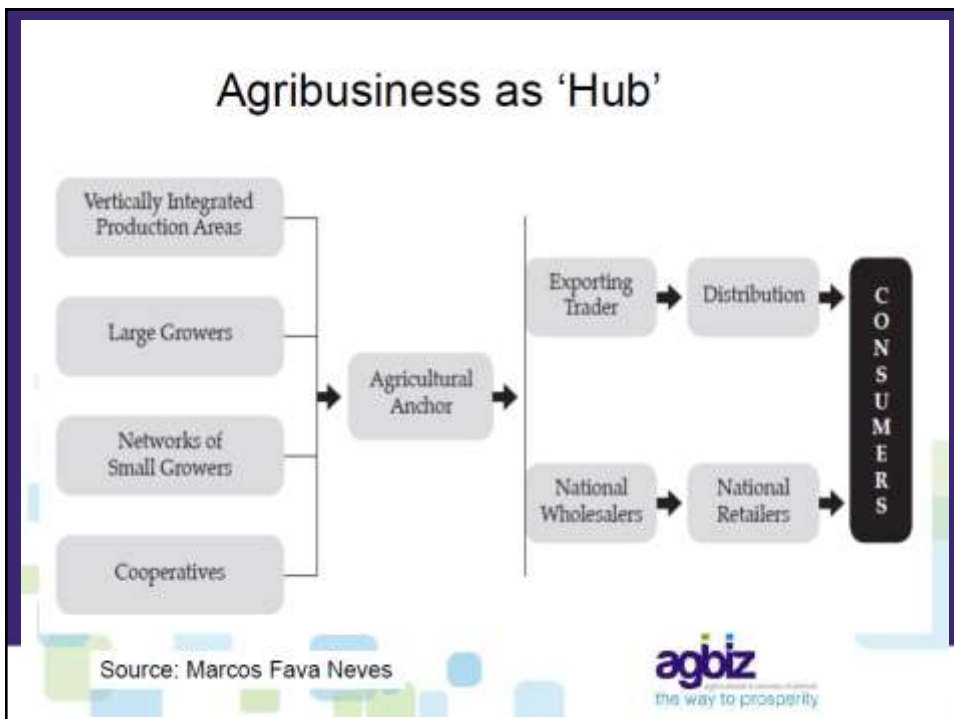 Agribusiness as ‘Hub’
Vertically Integrated
Production Areas
Large Growers
Networks of
Small Growers
Cooperatives
Agricultural
Anchor
Exporting
Trader
Distribution
National
Wholesalers
National
Retailers
CONSUMERS
Source: Marcos Fava Neves
agbiz
the way to prosperity